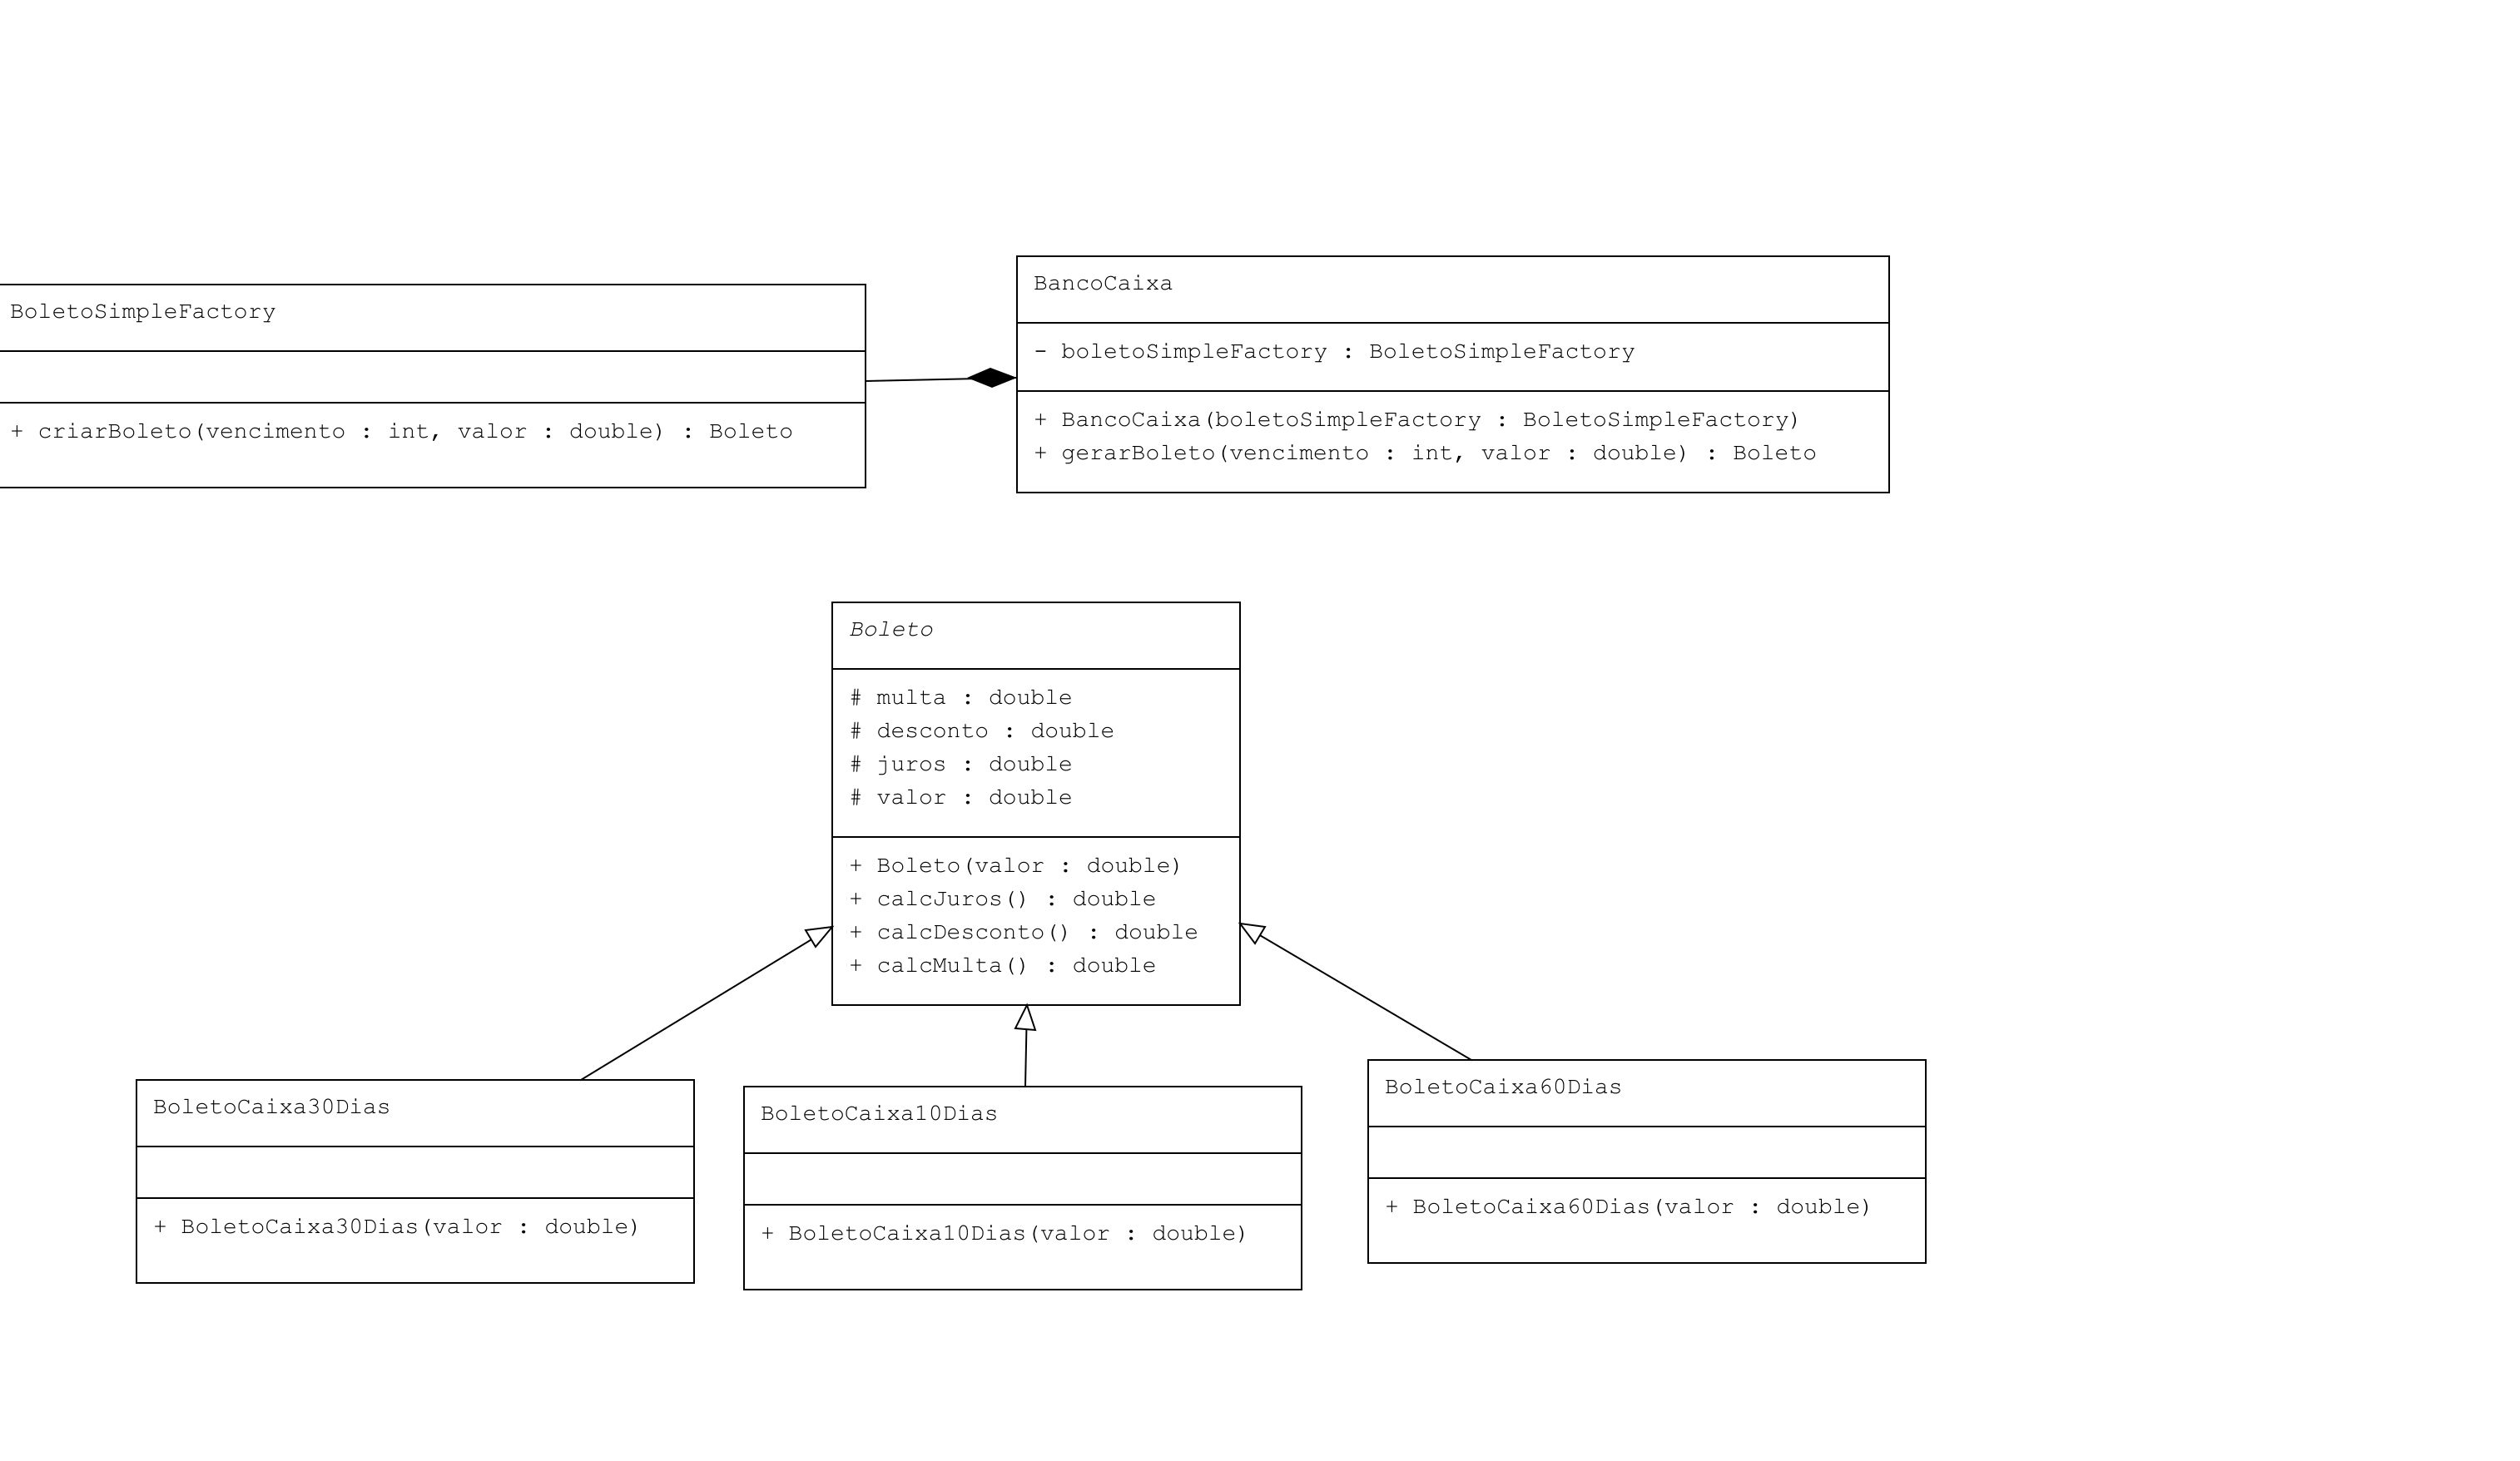 BoletoSimpleFactory
+ criarBoleto(vencimento : int, valor : double) : Boleto
BancoCaixa
- boletoSimpleFactory : BoletoSimpleFactory
+ BancoCaixa(boletoSimpleFactory : BoletoSimpleFactory)
+ gerarBoleto(vencimento : int, valor : double) : Boleto
Boleto
# multa : double
# desconto : double
# juros : double
# valor : double
+ Boleto(valor : double)
+ calcJuros() : double
+ calcDesconto() : double
+ calcMulta() : double
BoletoCaixa30Dias
+ BoletoCaixa30Dias(valor : double)
BoletoCaixa10Dias
+ BoletoCaixa10Dias(valor : double)
BoletoCaixa60Dias
+ BoletoCaixa60Dias(valor : double)